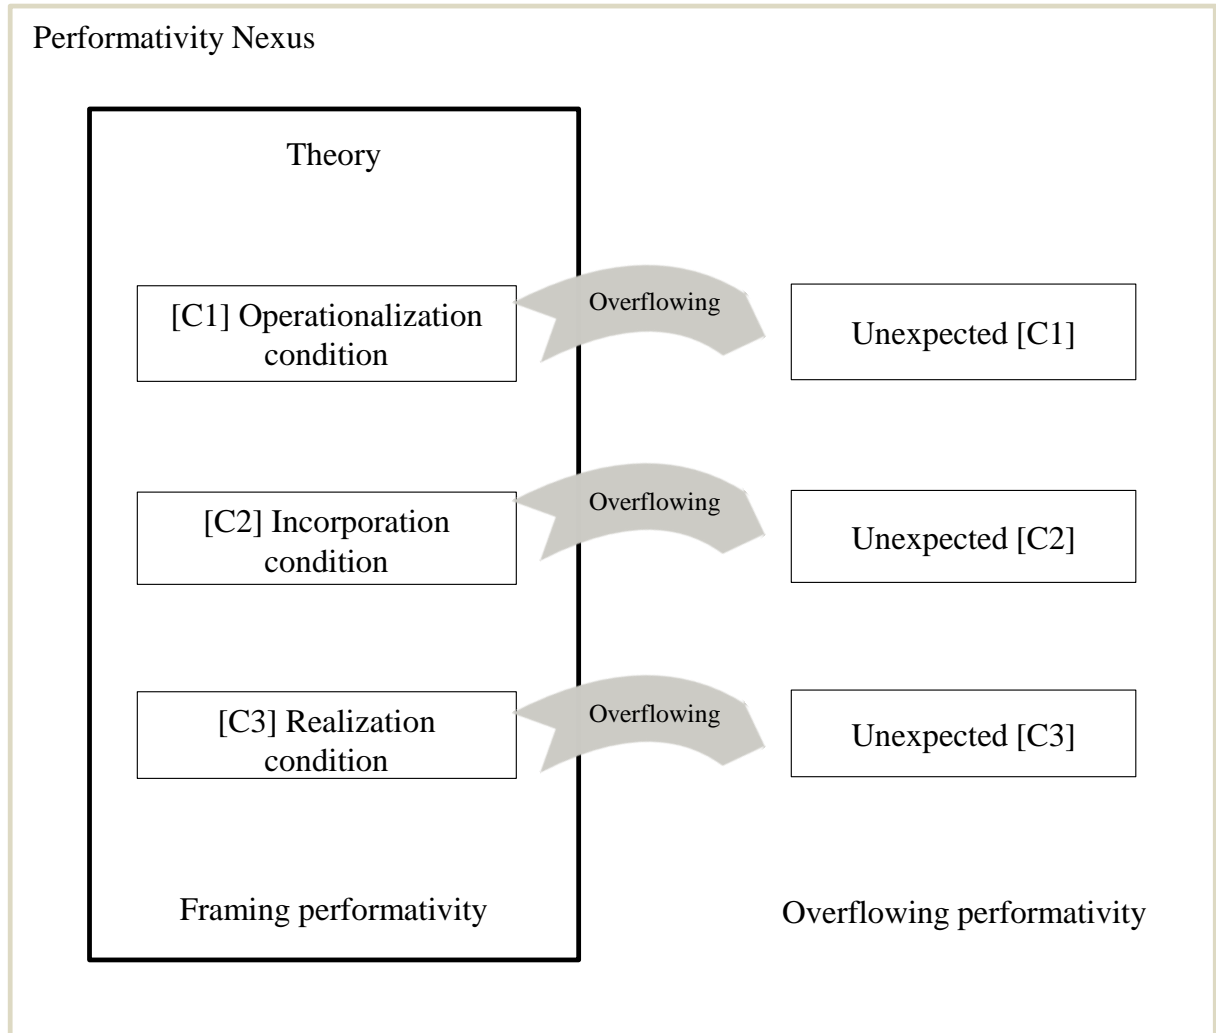 Performativity Nexus
Theory
[C1] Operationalization
condition
Overflowing
Unexpected [C1]
[C2] Incorporation
condition
Overflowing
Unexpected [C2]
[C3] Realization
condition
Overflowing
Unexpected [C3]
Framing performativity
Overflowing performativity